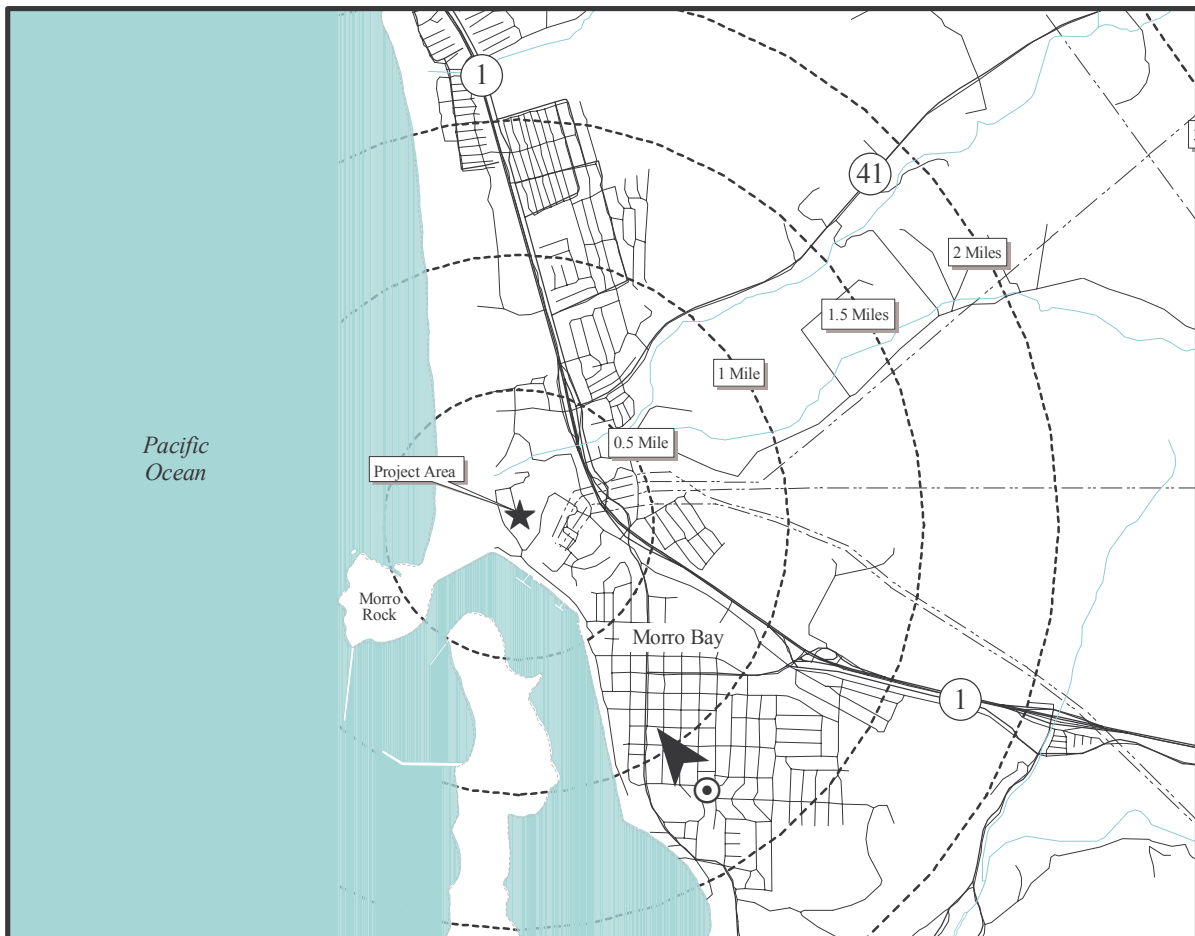 1
41
2 Miles
1.5 Miles
1 Mile
0.5 Mile
Pacific
Ocean
Project Area
Morro
Rock
Morro Bay
1